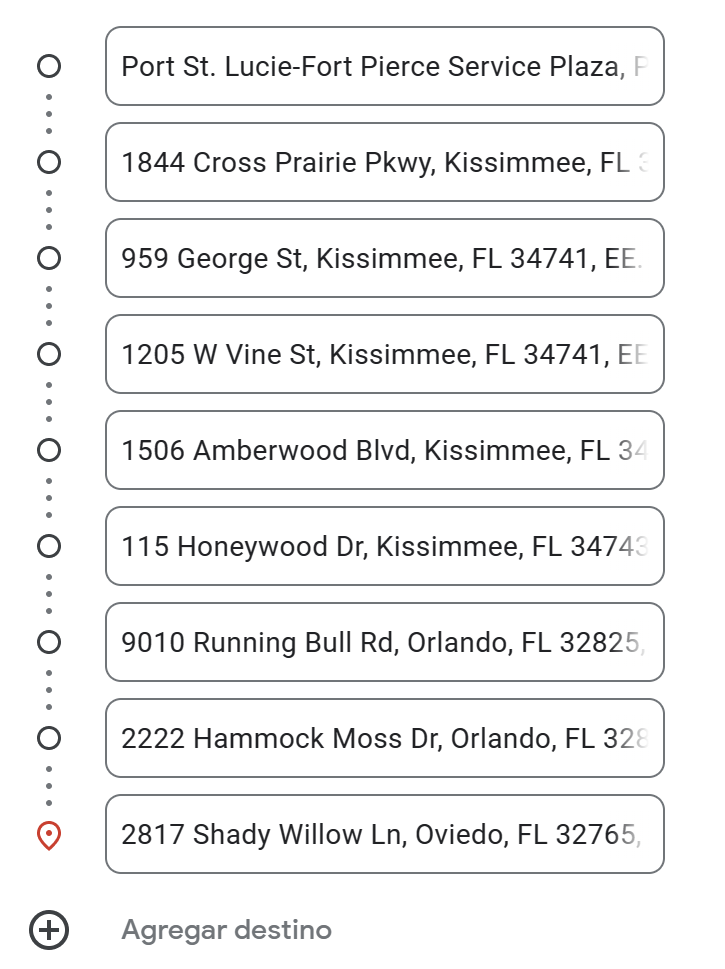 Port St. Lucie-Fort Pierce Service Plaza,
1844 Cross Prairie Pkwy, Kissimmee, FL
959 George St, Kissimmee, FL 34741, EE.
1205 W Vine St, Kissimmee, FL 34741, EE
1506 Amberwood Blvd, Kissimmee, FL 34
115 Honeywood Dr, Kissimmee, FL 34743
9010 Running Bull Rd, Orlando, FL 32825,
2222 Hammock Moss Dr, Orlando, FL 328
2817 Shady Willow Ln, Oviedo, FL 32765,
Agregar destino